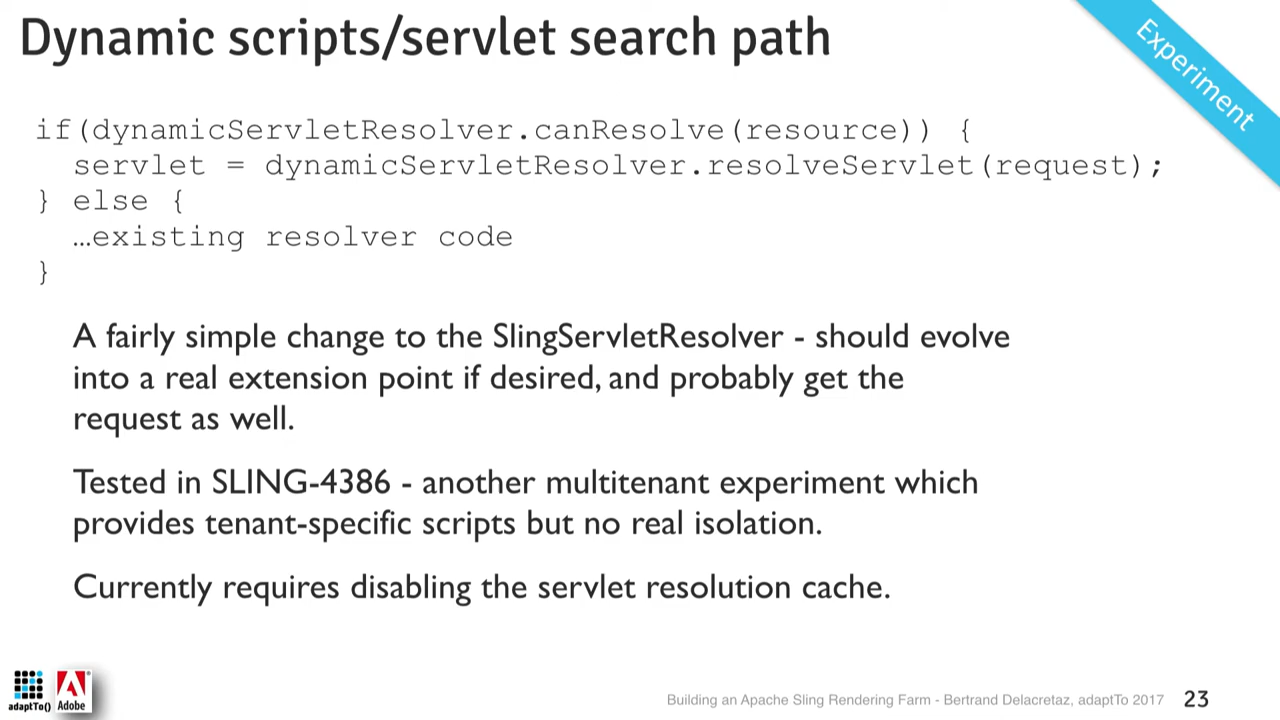 Dynamic scripts/servlet search path
Experiment
if(dynamicServletResolver.canResolve(resource)) {
  servlet = dynamicServletResolver.resolveServlet(request);
} else {
  …existing resolver code
}
A fairly simple change to the SlingServletResolver - should evolve
into a real extension point if desired, and probably get the
request as well.
Tested in SLING-4386 - another multitenant experiment which
provides tenant-specific scripts but no real isolation.
Currently requires disabling the servlet resolution cache.
adaptTo()
Adobe
Building an Apache Sling Rendering Farm - Bertrand Delacretaz, adaptTo 2017
23